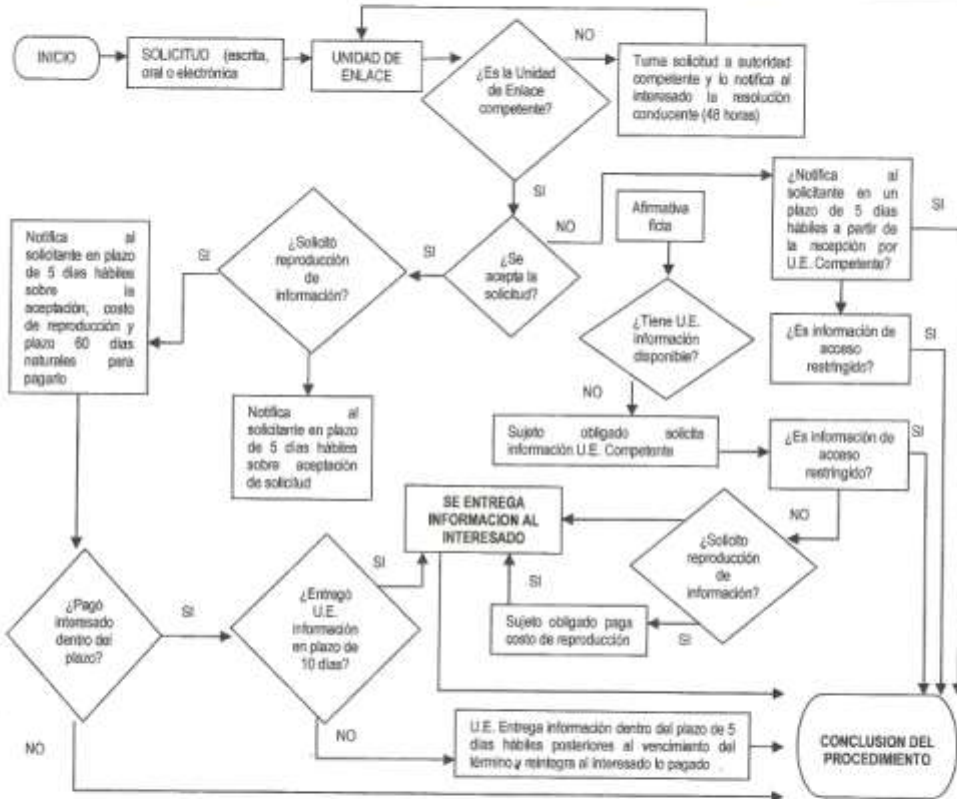 INICIO
SOLICITUD (escrita,
oral o electrónica
UNIDAD DE
ENLACE
¿Es la Unidad
de Enlace
competente?
NO
Turna solicitud a autoridad
competente y lo notifica al
interesado la resolución
conducente (48 horas)
SI
¿Se
acepta la
solicitud?
NO
Afirmativa
ficta
¿Notifica al
solicitante en un
plazo de 5 días
hábiles a partir de
la recepción por
U.E. Competente?
SI
SI
¿Solicitó
reproducción
de
información?
SI
Notifica al
solicitante en plazo
de 5 días hábiles
sobre la
aceptación, costo
de reproducción y
plazo 60 días
naturales para
pagarlo
Notifica al
solicitante en plazo
de 5 días hábiles
sobre aceptación
de solicitud
¿Tiene U.E.
información
disponible?
¿Es información de
acceso
restringido?
SI
NO
Sujeto obligado solicita
información U.E. Competente
¿Es información de
acceso
restringido?
SI
NO
SE ENTREGA
INFORMACION AL
INTERESADO
¿Solicito
reproducción
de
información?
SI
SI
Sujeto obligado paga
costo de reproducción
¿Pagó
interesado
dentro del
plazo?
SI
¿Entregó
U.E.
información
en plazo de
10 días?
SI
NO
NO
U.E. Entrega información dentro del plazo de 5
días hábiles posteriores al vencimiento del
término y reintegra al interesado lo pagado
CONCLUSION DEL
PROCEDIMIENTO